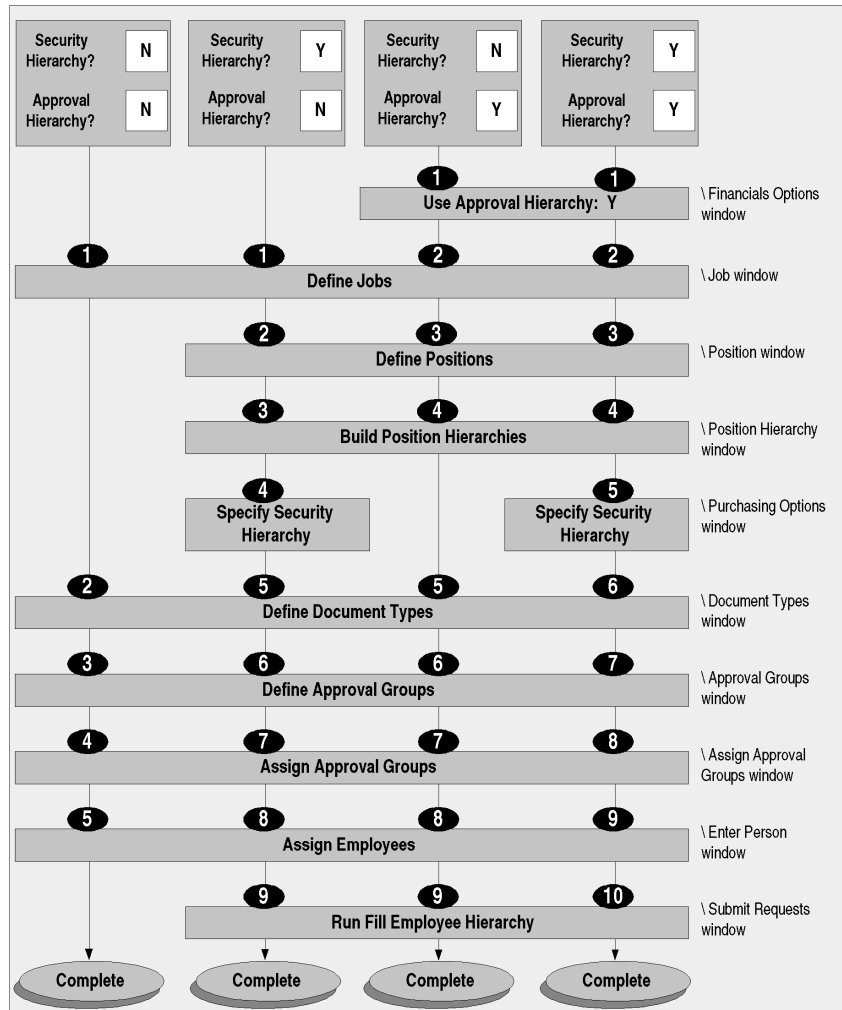 Security Hierarchy? N
Approval Hierarchy? N
Security Hierarchy? Y
Approval Hierarchy? N
Security Hierarchy? N
Approval Hierarchy? Y
Security Hierarchy? Y
Approval Hierarchy? Y
1 1
Use Approval Hierarchy: Y
\ Financials Options
window
1 1 2 2
Define Jobs
\ Job window
2 3 3
Define Positions
\ Position window
3 4 4
Build Position Hierarchies
\ Position Hierarchy
window
4 5
Specify Security
Hierarchy
Specify Security
Hierarchy
\ Purchasing Options
window
2 5 5 6
Define Document Types
\ Document Types
window
3 6 6 7
Define Approval Groups
\ Approval Groups
window
4 7 7 8
Assign Approval Groups
\ Assign Approval
Groups window
5 8 8 9
Assign Employees
\ Enter Person
window
9 9 10
Run Fill Employee Hierarchy
\ Submit Requests
window
Complete Complete Complete Complete